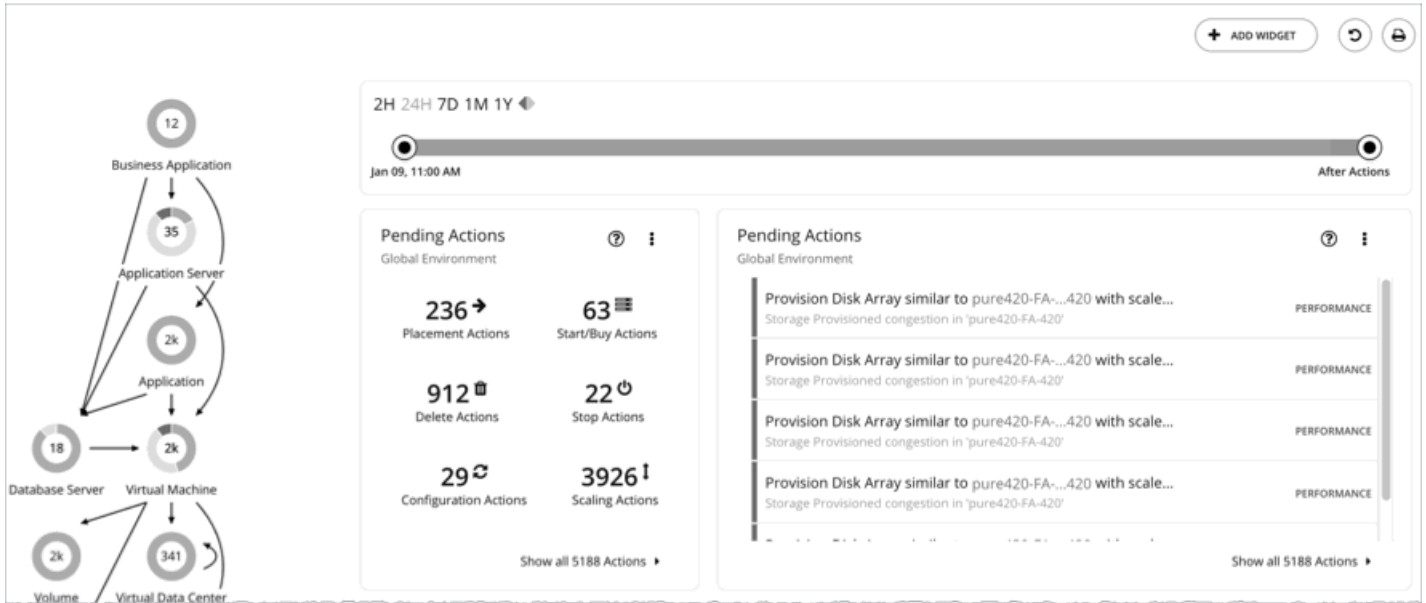 ADD WIDGET
2H 24H 7D 1M 1Y
Jan 09, 11:00 AM
After Actions
12
Business Application
35
Application Server
2k
Application
18
Database Server
2k
Virtual Machine
2k
Volume
341
Virtual Data Center
Pending Actions
Global Environment
236
Placement Actions
63
Start/Buy Actions
912
Delete Actions
22
Stop Actions
29
Configuration Actions
3926
Scaling Actions
Show all 5188 Actions
Pending Actions
Global Environment
Provision Disk Array similar to pure420-FA-...420 with scale...
Storage Provisioned congestion in 'pure420-FA-420'
PERFORMANCE
Provision Disk Array similar to pure420-FA-...420 with scale...
Storage Provisioned congestion in 'pure420-FA-420'
PERFORMANCE
Provision Disk Array similar to pure420-FA-...420 with scale...
Storage Provisioned congestion in 'pure420-FA-420'
PERFORMANCE
Provision Disk Array similar to pure420-FA-...420 with scale...
Storage Provisioned congestion in 'pure420-FA-420'
PERFORMANCE
Show all 5188 Actions